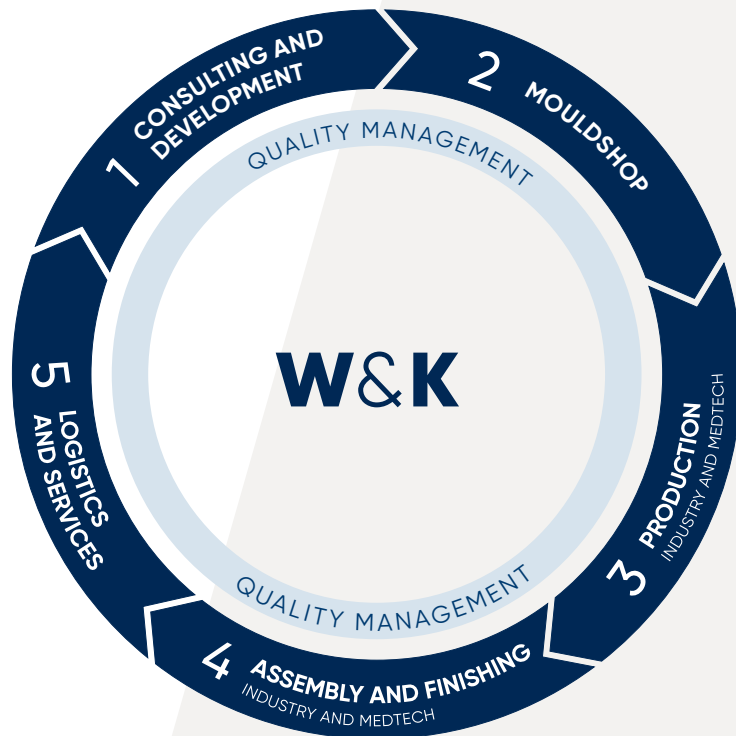 1 CONSULTING AND
DEVELOPMENT
2 MOULDSHOP
3 PRODUCTION
INDUSTRY AND MEDTECH
4 ASSEMBLY AND FINISHING
INDUSTRY AND MEDTECH
5 LOGISTICS
AND SERVICES
QUALITY MANAGEMENT
W&K
QUALITY MANAGEMENT